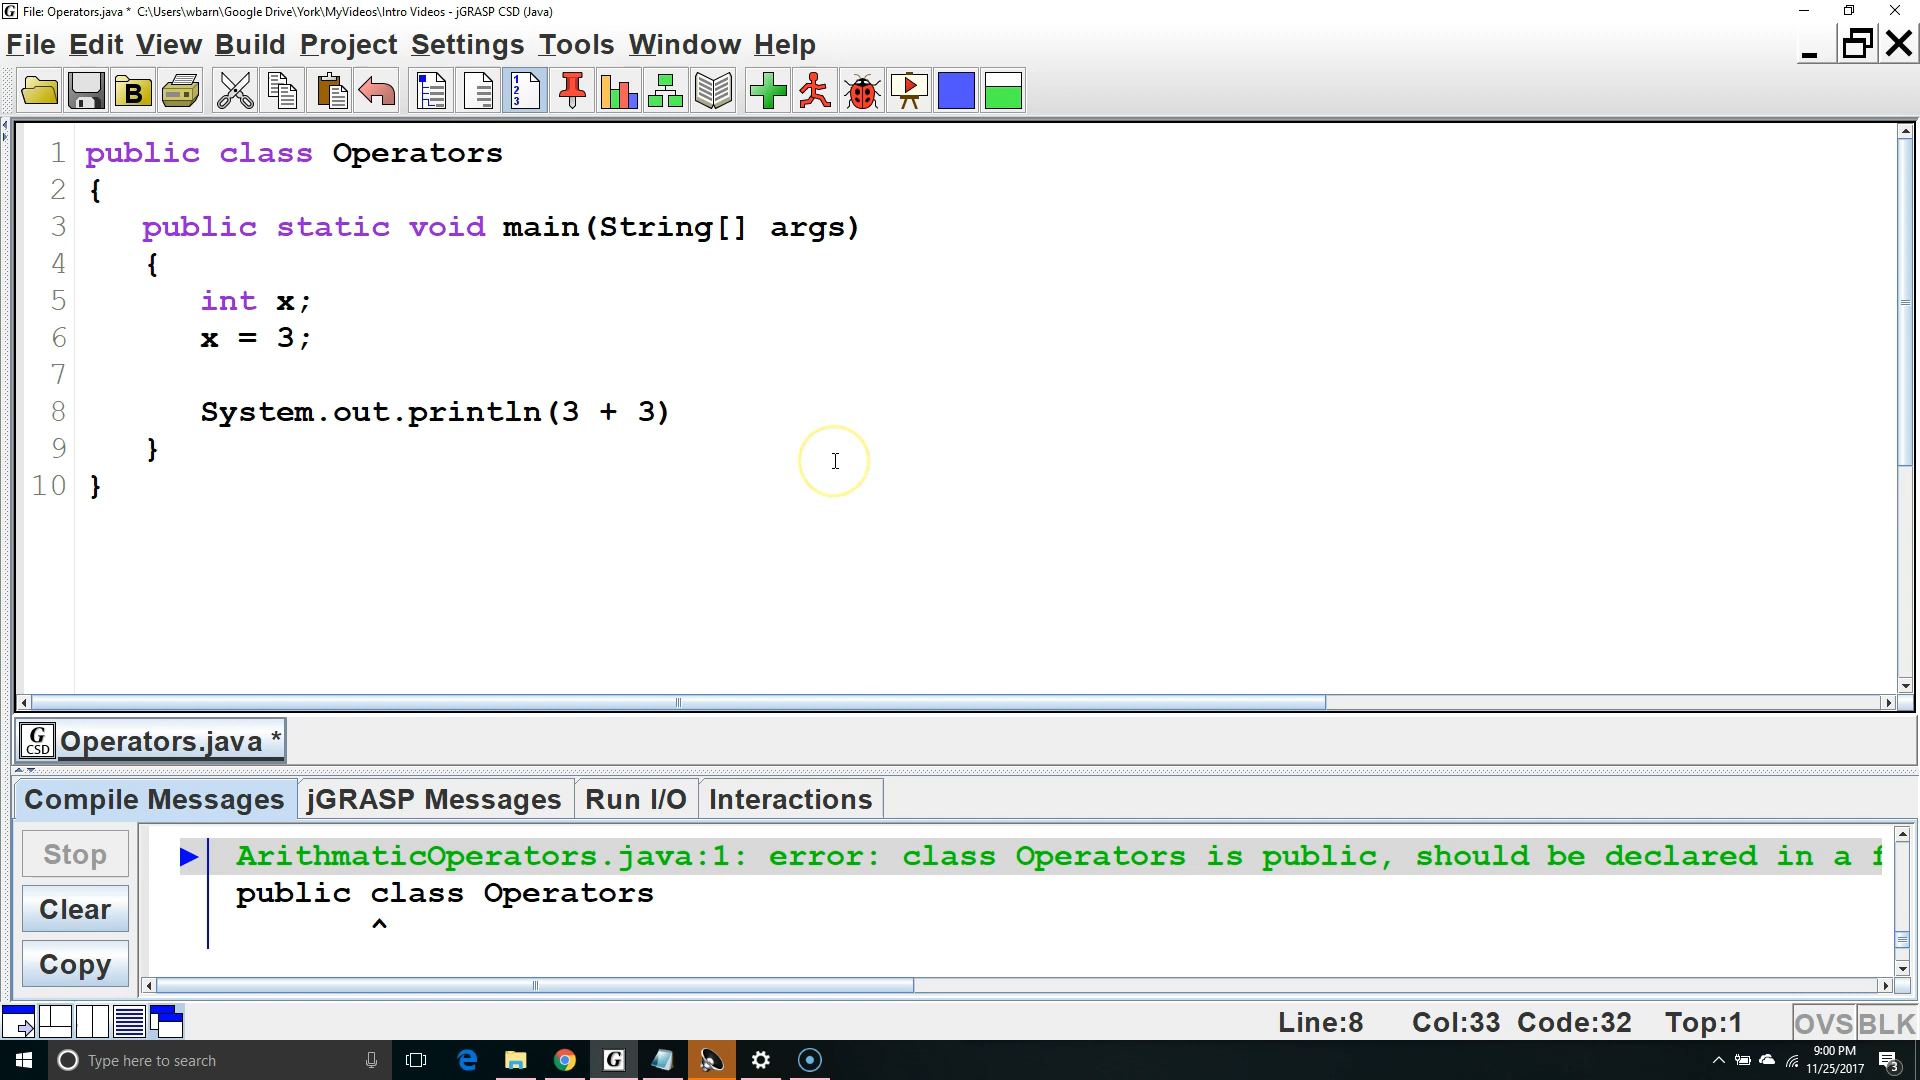 File: Operators.java * C:\Users\wbarn\Google Drive\York\MyVideos\Intro Videos - jGRASP CSD (Java)
File Edit View Build Project Settings Tools Window Help
B
1 2 3
1 public class Operators
2 {
3 public static void main(String[] args)
4 {
5 int x;
6 x = 3;
7
8 System.out.println(3 + 3)
9 }
10 }
G CSD Operators.java *
Compile Messages jGRASP Messages Run I/O Interactions
Stop
Clear
Copy
ArithmaticOperators.java:1: error: class Operators is public, should be declared in a f
public class Operators
^
Line:8 Col:33 Code:32 Top:1 OVS BLK
Type here to search
9:00 PM
11/25/2017
3